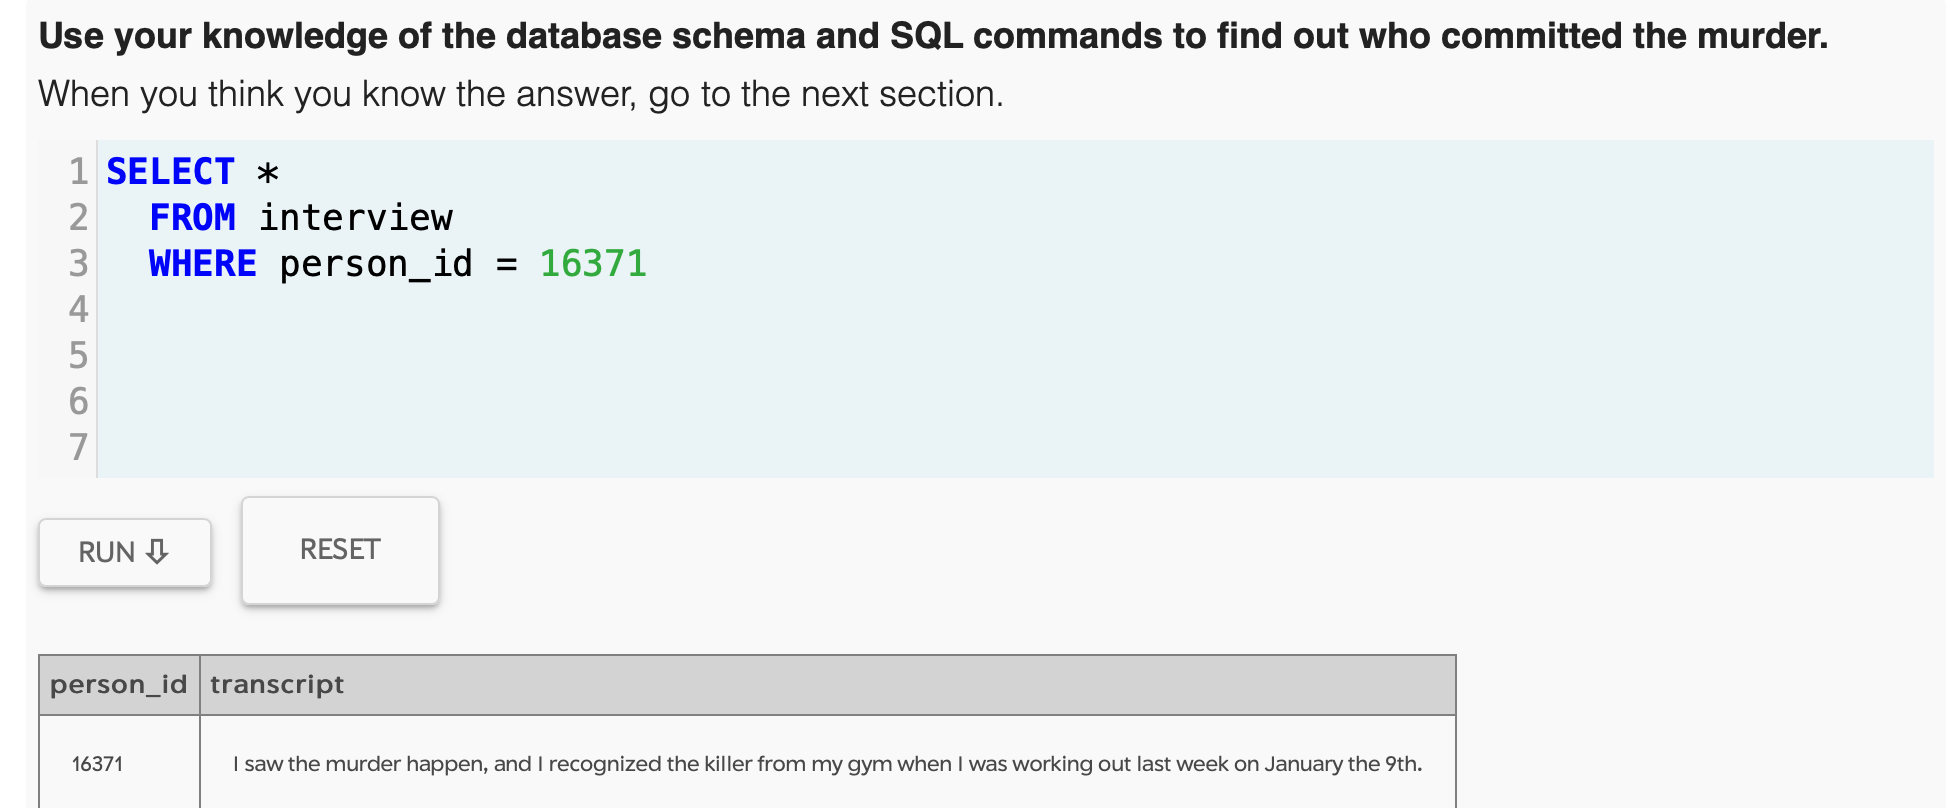 Use your knowledge of the database schema and SQL commands to find out who committed the murder.
When you think you know the answer, go to the next section.
1 SELECT *
2 FROM interview
3 WHERE person_id = 16371
4
5
6
7
RUN ⇩
RESET
person_id transcript
16371 I saw the murder happen, and I recognized the killer from my gym when I was working out last week on January the 9th.